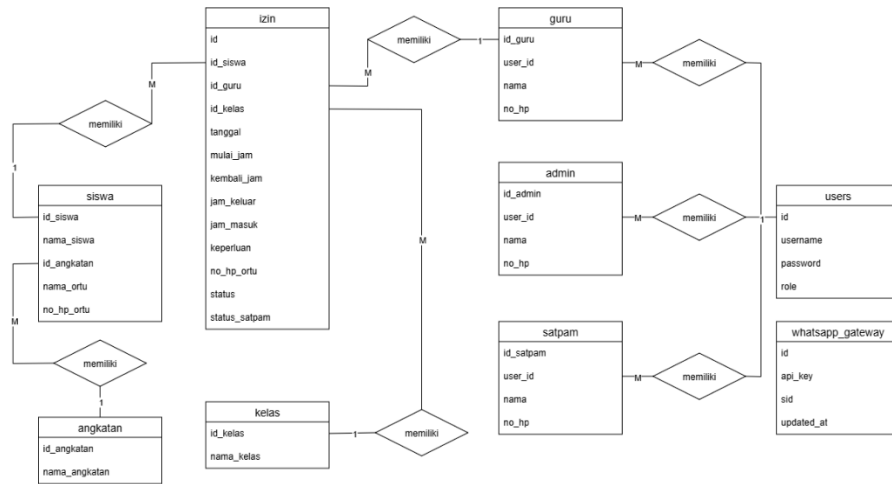 izin
id
id_siswa
id_guru
id_kelas
tanggal
mulai_jam
kembali_jam
jam_keluar
jam_masuk
keperluan
no_hp_ortu
status
status_satpam
memiliki
M
1
guru
id_guru
user_id
nama
no_hp
M
memiliki
M
memiliki
1
siswa
id_siswa
nama_siswa
id_angkatan
nama_ortu
no_hp_ortu
M
memiliki
1
angkatan
id_angkatan
nama_angkatan
M
kelas
id_kelas
nama_kelas
1
memiliki
admin
id_admin
user_id
nama
no_hp
M
memiliki
1
users
id
username
password
role
satpam
id_satpam
user_id
nama
no_hp
M
memiliki
whatsapp_gateway
id
api_key
sid
updated_at